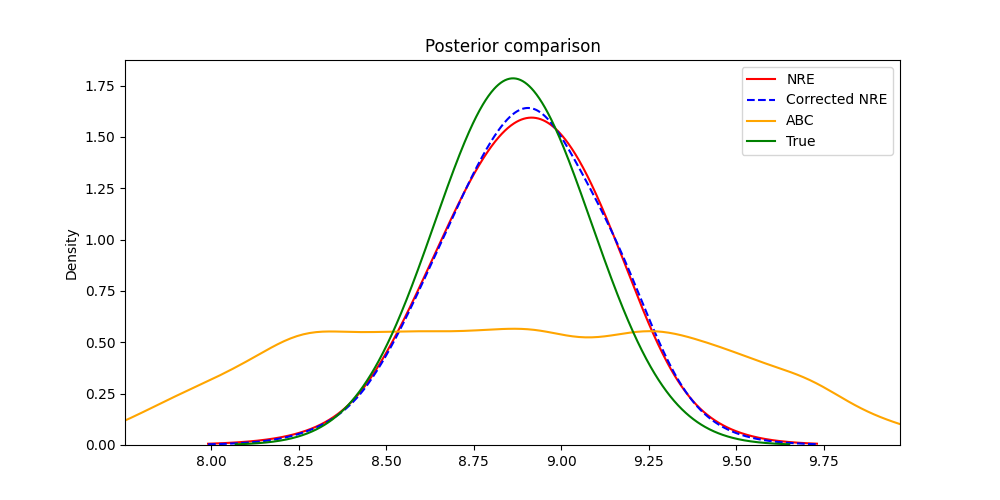 Posterior comparison
NRE
Corrected NRE
ABC
True
Density
1.75
1.50
1.25
1.00
0.75
0.50
0.25
0.00
8.00 8.25 8.50 8.75 9.00 9.25 9.50 9.75